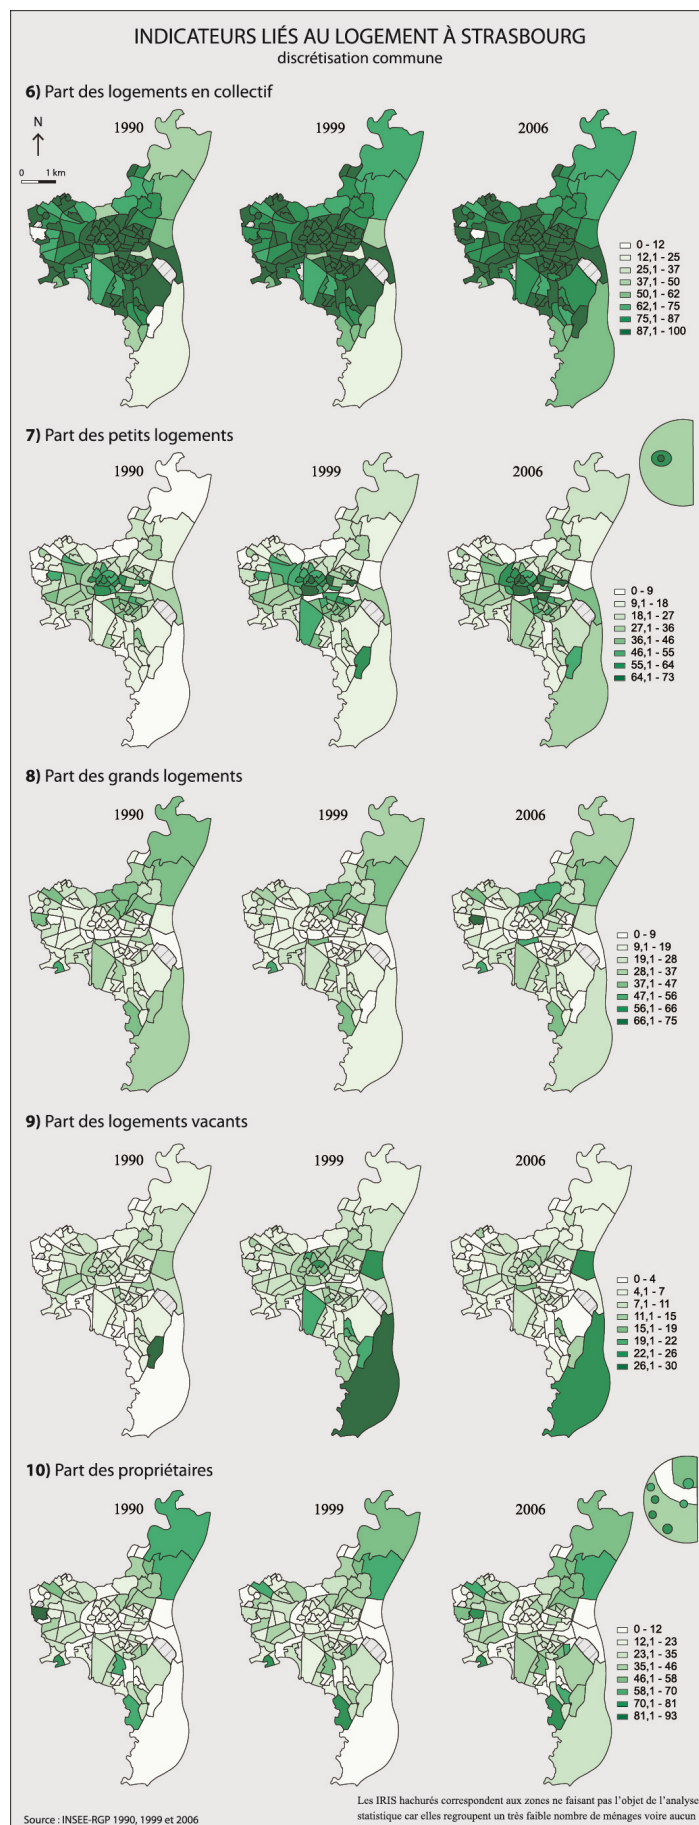 INDICATEURS LIÉS AU LOGEMENT À STRASBOURG
discrétisation commune
6) Part des logements en collectif
N
0 1 km
1990
1999
2006
0 - 12
12,1 - 25
25,1 - 37
37,1 - 50
50,1 - 62
62,1 - 75
75,1 - 87
87,1 - 100
7) Part des petits logements
1990
1999
2006
0 - 9
9,1 - 18
18,1 - 27
27,1 - 36
36,1 - 46
46,1 - 55
55,1 - 64
64,1 - 73
8) Part des grands logements
1990
1999
2006
0 - 9
9,1 - 19
19,1 - 28
28,1 - 37
37,1 - 47
47,1 - 56
56,1 - 66
66,1 - 75
9) Part des logements vacants
1990
1999
2006
0 - 4
4,1 - 7
7,1 - 11
11,1 - 15
15,1 - 19
19,1 - 22
22,1 - 26
26,1 - 30
10) Part des propriétaires
1990
1999
2006
0 - 12
12,1 - 23
23,1 - 35
35,1 - 46
46,1 - 58
58,1 - 70
70,1 - 81
81,1 - 93
Les IRIS hachurés correspondent aux zones ne faisant pas l'objet de l'analyse
statistique car elles regroupent un très faible nombre de ménages voire aucun
Source : INSEE-RGP 1990, 1999 et 2006